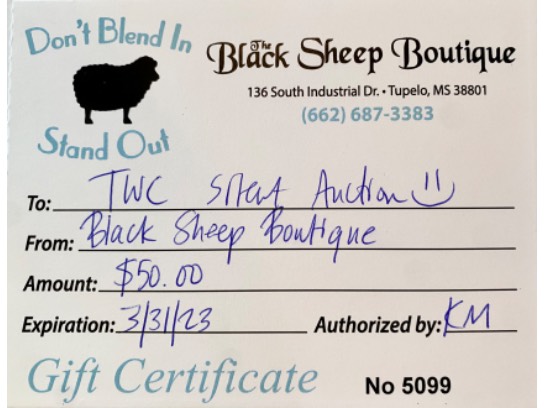 Don't Blend In
Stand Out
The Black Sheep Boutique
136 South Industrial Dr. • Tupelo, MS 38801
(662) 687-3383
To: TWC Silent Auction
From: Black Sheep Boutique
Amount: $50.00
Expiration: 3/31/23 Authorized by: KM
Gift Certificate No 5099